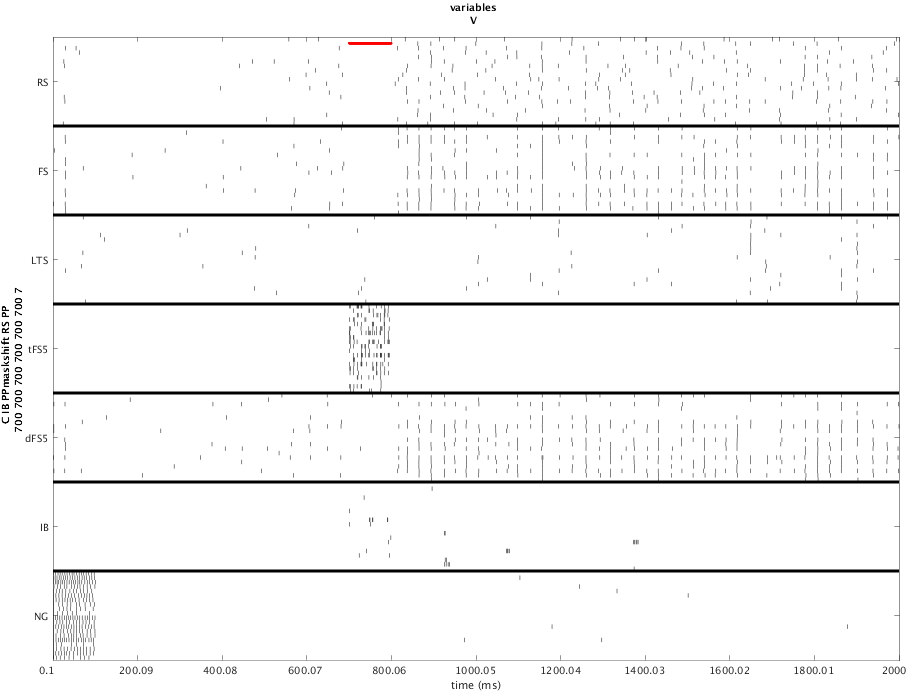 variables
V
RS
FS
LTS
tFS5
dFS5
IB
NG
C IB PPmaskshift RS PP
700 700 700 700 700 700 7
0.1 200.09 400.08 600.07 800.06 1000.05 1200.04 1400.03 1600.02 1800.01 2000
time (ms)